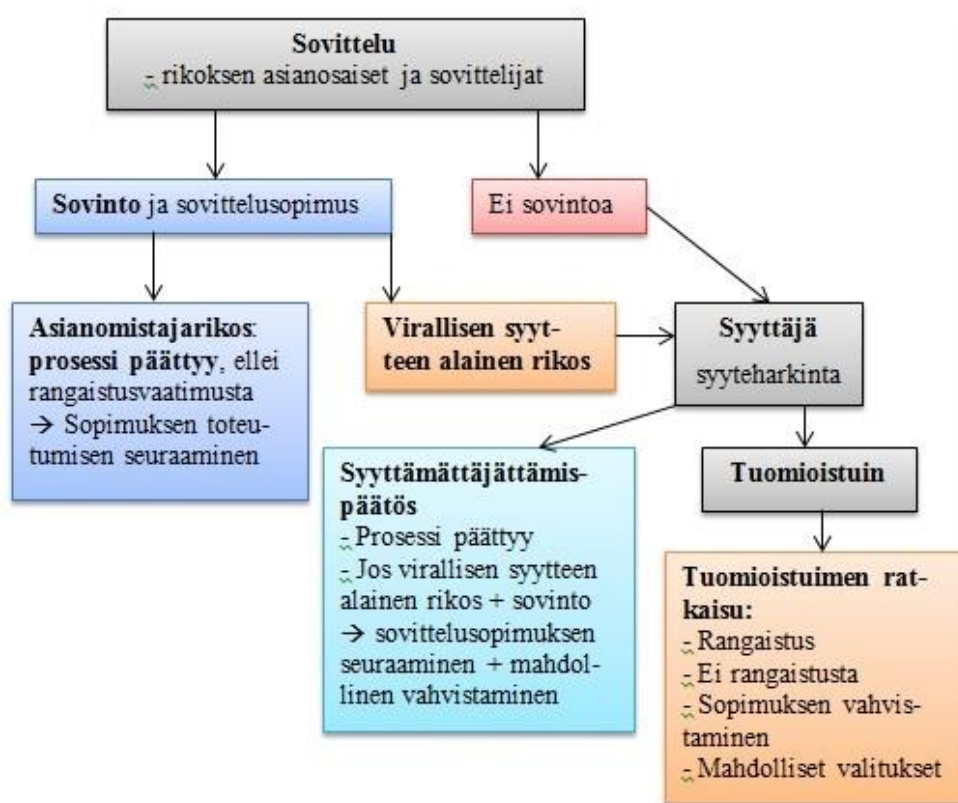 Sovittelu
- rikoksen asianosaiset ja sovittelijat
Sovinto ja sovittelusopimus
Ei sovintoa
Asianomistajarikos:
prosessi päättyy, ellei
rangaistusvaatimusta
→ Sopimuksen toteu-
tumisen seuraaminen
Virallisen syyt-
teen alainen rikos
Syyttäjä
syyteharkinta
Syyttämättäjättämis-
päätös
- Prosessi päättyy
- Jos virallisen syytteen
alainen rikos + sovinto
→ sovittelusopimuksen
seuraaminen + mahdol-
linen vahvistaminen
Tuomioistuin
Tuomioistuimen rat-
kaisu:
- Rangaistus
- Ei rangaistusta
- Sopimuksen vahvis-
taminen
- Mahdolliset valitukset